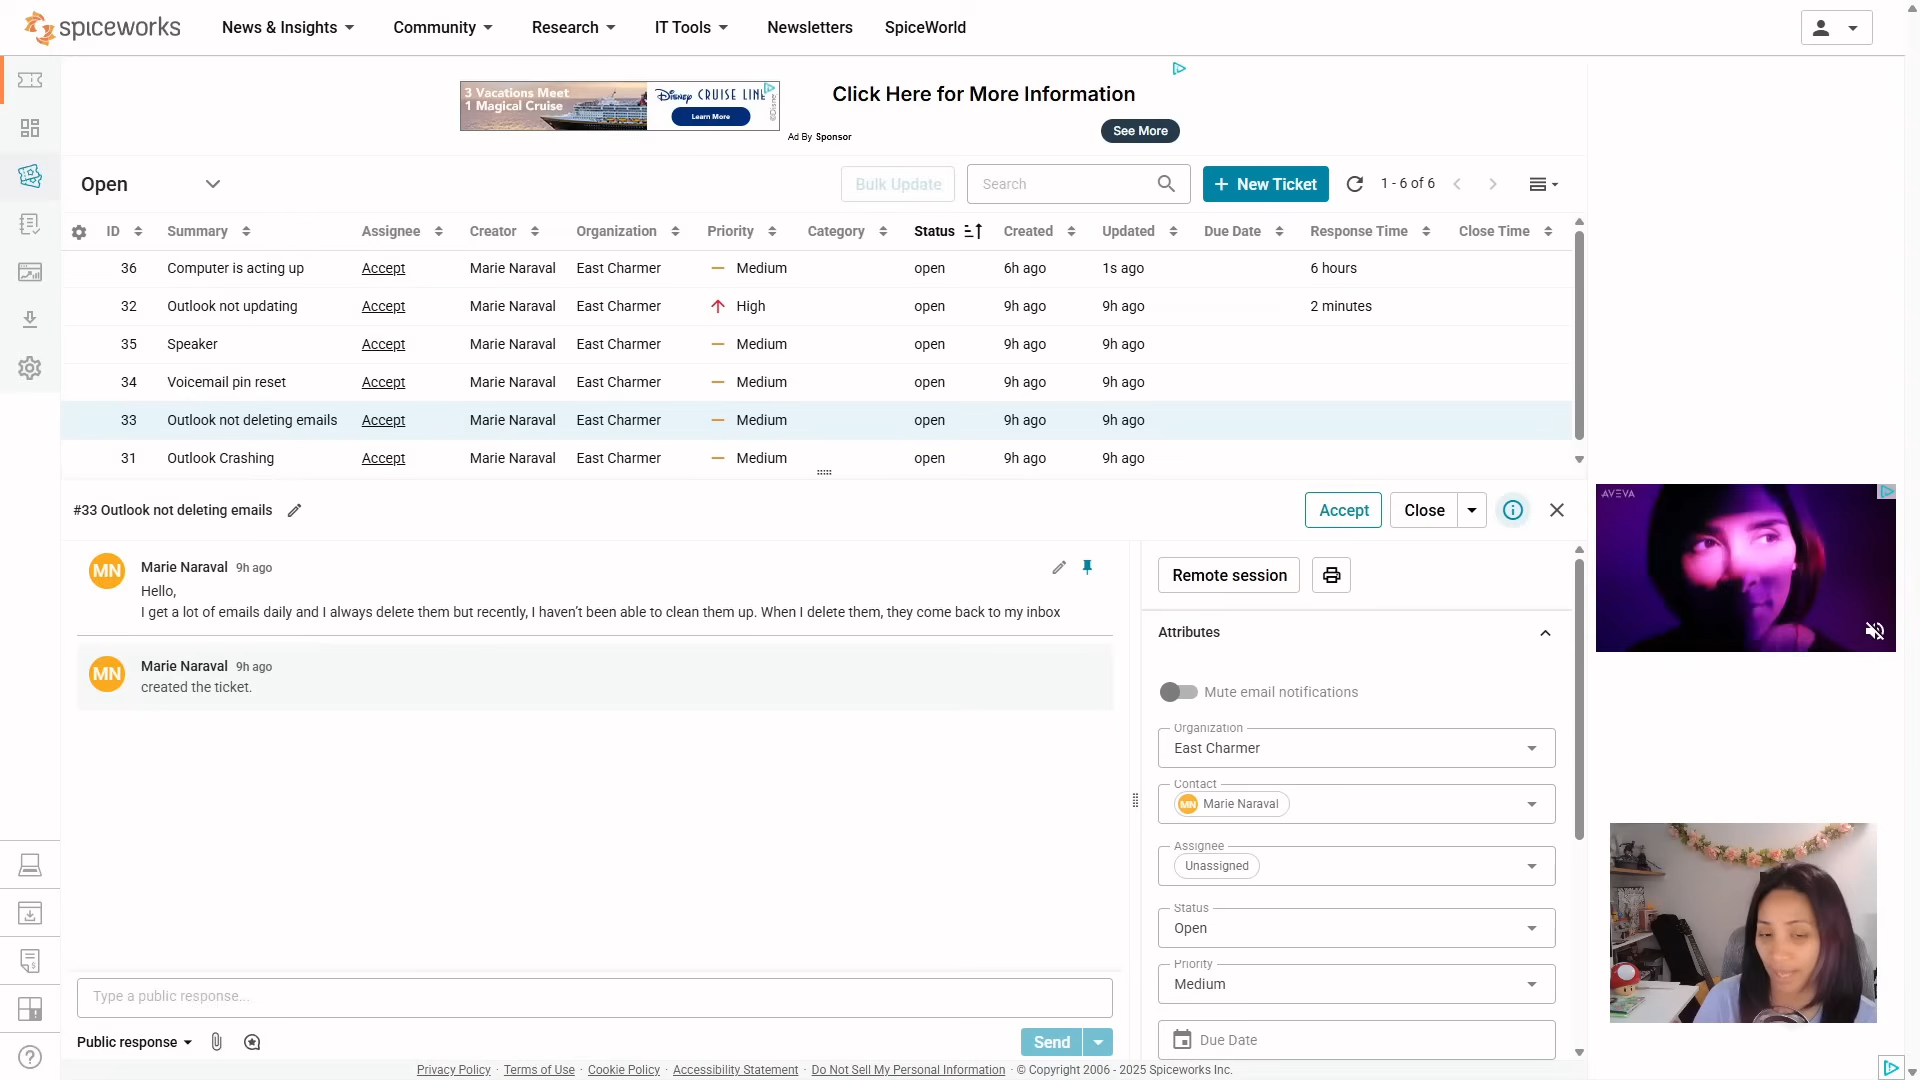 spiceworks
News & Insights
Community
Research
IT Tools
Newsletters
SpiceWorld
3 Vacations Meet
1 Magical Cruise
Disney CRUISE LINE
Learn More
©Disney
Click Here for More Information
Ad By Sponsor
See More
Open
Bulk Update
Search
+ New Ticket
1 - 6 of 6
ID Summary Assignee Creator Organization Priority Category Status Created Updated Due Date Response Time Close Time
36 Computer is acting up Accept Marie Naraval East Charmer Medium open 6h ago 1s ago 6 hours
32 Outlook not updating Accept Marie Naraval East Charmer High open 9h ago 9h ago 2 minutes
35 Speaker Accept Marie Naraval East Charmer Medium open 9h ago 9h ago
34 Voicemail pin reset Accept Marie Naraval East Charmer Medium open 9h ago 9h ago
33 Outlook not deleting emails Accept Marie Naraval East Charmer Medium open 9h ago 9h ago
31 Outlook Crashing Accept Marie Naraval East Charmer Medium open 9h ago 9h ago
#33 Outlook not deleting emails
Accept
Close
AVEVA
MN
Marie Naraval 9h ago
Hello,
I get a lot of emails daily and I always delete them but recently, I haven't been able to clean them up. When I delete them, they come back to my inbox
MN
Marie Naraval 9h ago
created the ticket.
Remote session
Attributes
Mute email notifications
Organization
East Charmer
Contact
MN Marie Naraval
Assignee
Unassigned
Status
Open
Priority
Medium
Due Date
Type a public response...
Public response
Send
Privacy Policy · Terms of Use · Cookie Policy · Accessibility Statement · Do Not Sell My Personal Information · © Copyright 2006 - 2025 Spiceworks Inc.